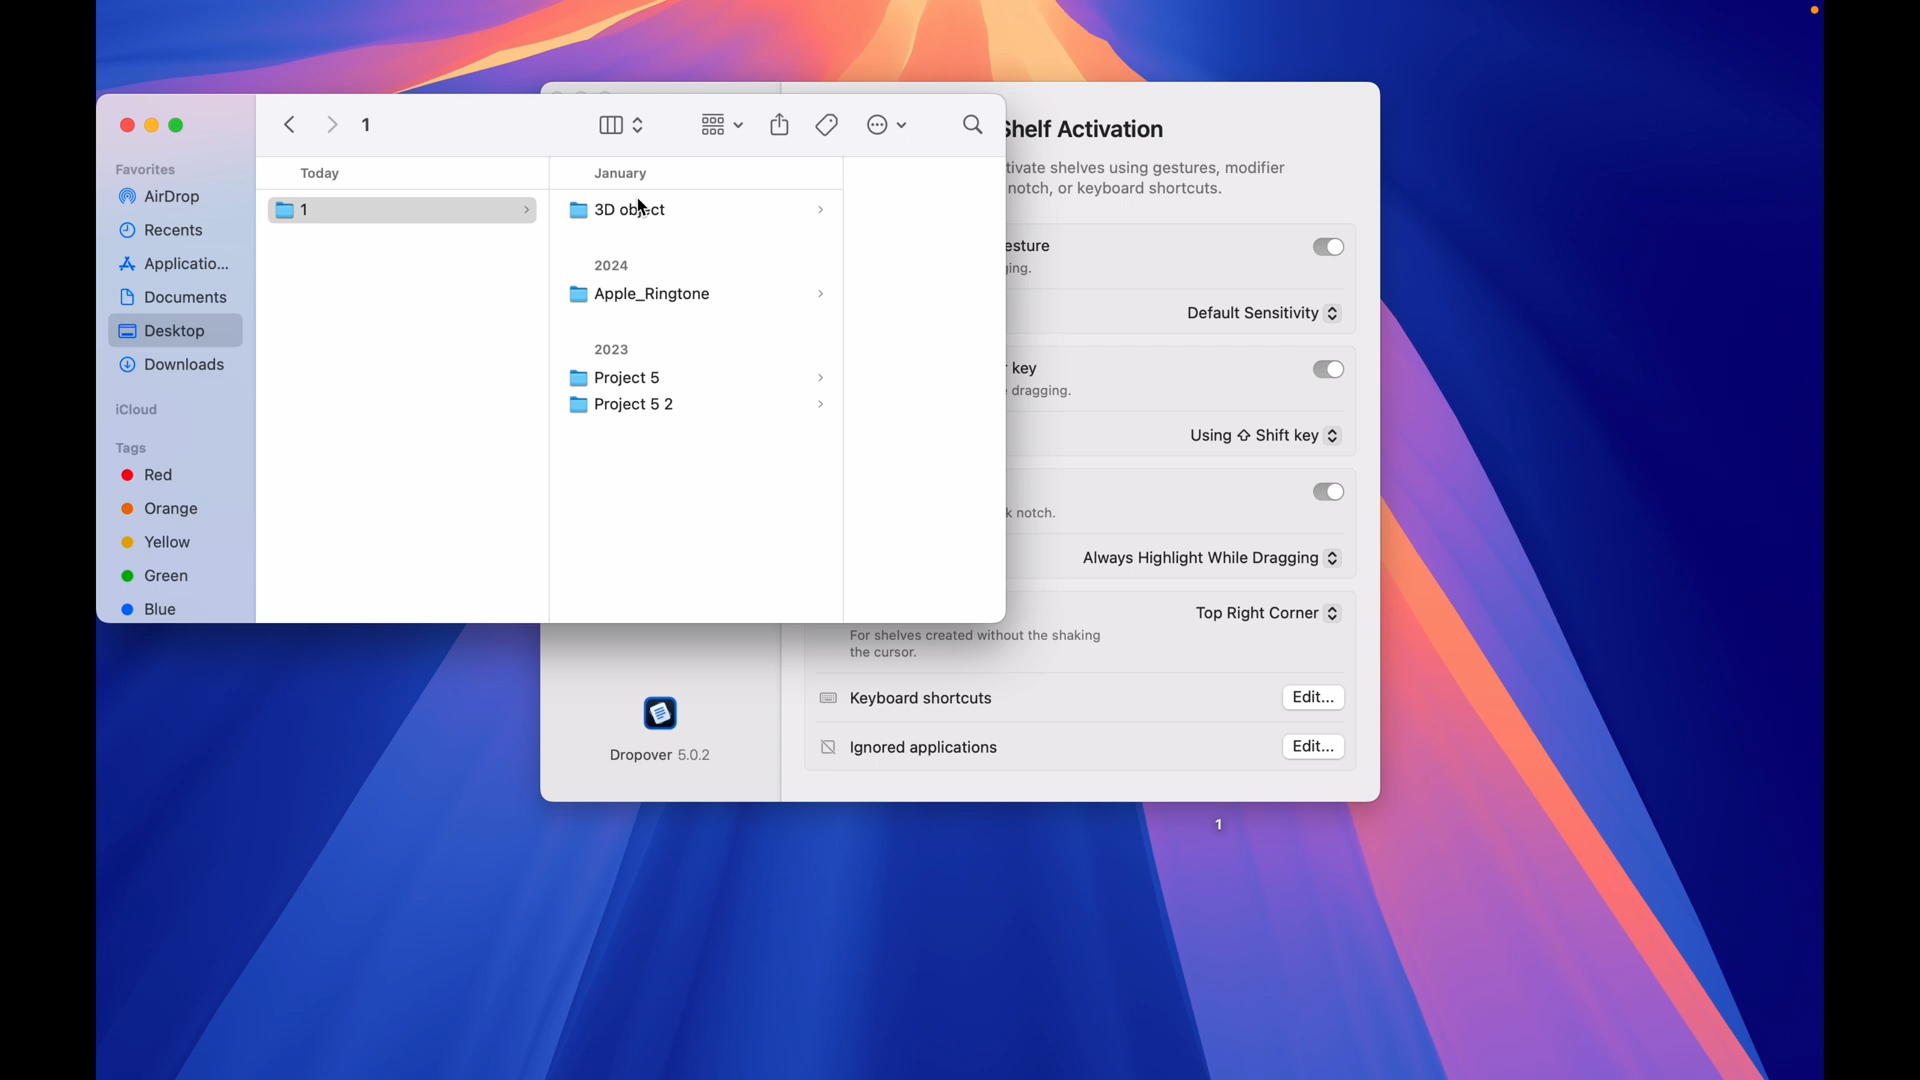 1
Favorites
AirDrop
Recents
Applicatio...
Documents
Desktop
Downloads
iCloud
Tags
Red
Orange
Yellow
Green
Blue
Today
1
January
3D object
2024
Apple_Ringtone
2023
Project 5
Project 5 2
Shelf Activation
tivate shelves using gestures, modifier
notch, or keyboard shortcuts.
esture
ging.
Default Sensitivity
key
dragging.
Using ⇧ Shift key
k notch.
Always Highlight While Dragging
Top Right Corner
For shelves created without the shaking
the cursor.
Keyboard shortcuts
Edit...
Ignored applications
Edit...
Dropover 5.0.2
1